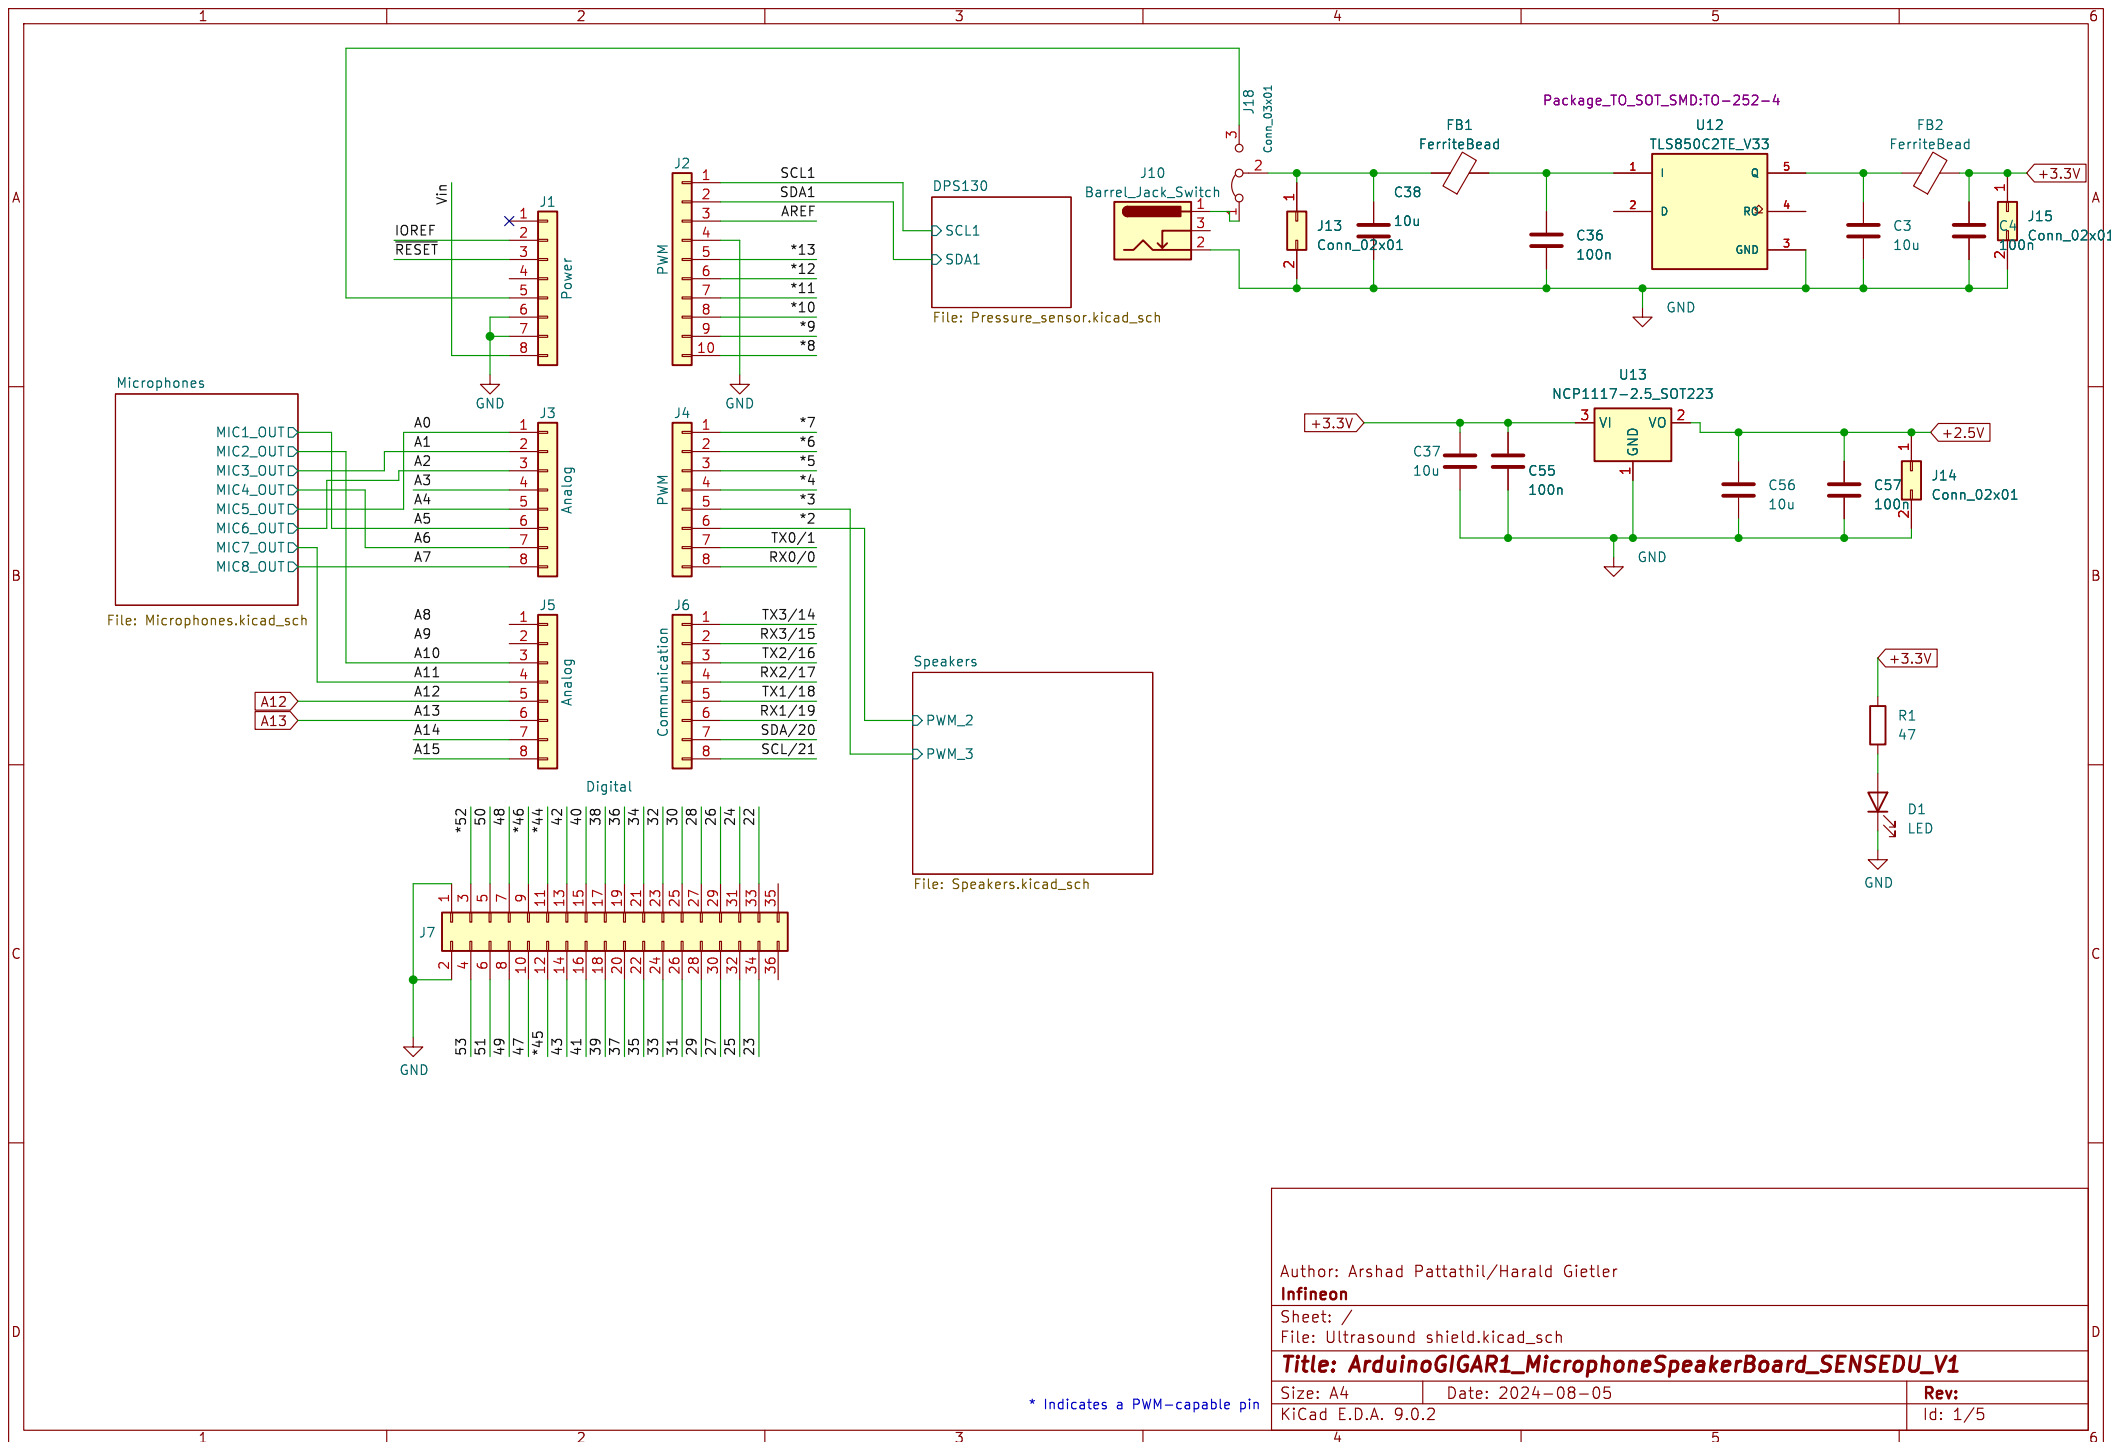 1 2 3 4 5 6
A
B
C
D
A
B
C
D
1 2 3 4 5 6
Vin
IOREF
RESET
J1
Power
1
2
3
4
5
6
7
8
GND
J2
PWM
1
2
3
4
5
6
7
8
9
10
SCL1
SDA1
AREF
*13
*12
*11
*10
*9
*8
GND
DPS130
SCL1
SDA1
File: Pressure_sensor.kicad_sch
J10
Barrel_Jack_Switch
1
3
2
J18
Conn_03x01
3
2
1
J13
Conn_02x01
1
2
C38
10u
FB1
FerriteBead
C36
100n
Package_TO_SOT_SMD:TO-252-4
U12
TLS850C2TE_V33
1 I
2 D
Q 5
RO 4
GND 3
C3
10u
FB2
FerriteBead
C4
100n
J15
Conn_02x01
1
2
+3.3V
GND
Microphones
MIC1_OUT
MIC2_OUT
MIC3_OUT
MIC4_OUT
MIC5_OUT
MIC6_OUT
MIC7_OUT
MIC8_OUT
File: Microphones.kicad_sch
J3
Analog
A0
A1
A2
A3
A4
A5
A6
A7
1
2
3
4
5
6
7
8
J4
PWM
1
2
3
4
5
6
7
8
*7
*6
*5
*4
*3
*2
TX0/1
RX0/0
+3.3V
C37
10u
C55
100n
U13
NCP1117-2.5_SOT223
3 VI
VO 2
GND
1
C56
10u
C57
100n
J14
Conn_02x01
1
2
+2.5V
GND
J5
Analog
A8
A9
A10
A11
A12
A13
A14
A15
1
2
3
4
5
6
7
8
A12
A13
J6
Communication
1
2
3
4
5
6
7
8
TX3/14
RX3/15
TX2/16
RX2/17
TX1/18
RX1/19
SDA/20
SCL/21
Speakers
PWM_2
PWM_3
File: Speakers.kicad_sch
+3.3V
R1
47
D1
LED
GND
Digital
*52 50 48 *46 *44 42 40 38 36 34 32 30 28 26 24 22
1 3 5 7 9 11 13 15 17 19 21 23 25 27 29 31 33 35
J7
2 4 6 8 10 12 14 16 18 20 22 24 26 28 30 32 34 36
53 51 49 47 *45 43 41 39 37 35 33 31 29 27 25 23
GND
* Indicates a PWM-capable pin
Author: Arshad Pattathil/Harald Gietler
Infineon
Sheet: /
File: Ultrasound shield.kicad_sch
Title: ArduinoGIGAR1_MicrophoneSpeakerBoard_SENSEDU_V1
Size: A4 Date: 2024-08-05 Rev:
KiCad E.D.A. 9.0.2 Id: 1/5